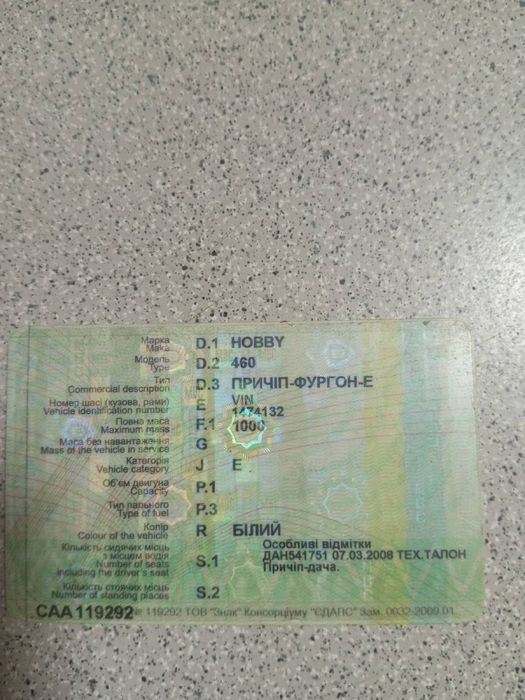 Марка D.1 HOBBY
Make
Модель D.2 460
Type
Тип D.3 ПРИЧІП-ФУРГОН-Е
Commercial description
Номер шасі (кузова, рами) E VIN
Vehicle identification number 1474132
Повна маса F.1 1000
Maximum mass
Маса без навантаження G
Mass of the vehicle in service
Категорія J E
Vehicle category
Об'єм двигуна P.1
Capacity
Тип пального P.3
Type of fuel
Колір R БІЛИЙ
Colour of the vehicle
Особливі відмітки
Кількість сидячих місць
з місцем водія S.1 ДАН541751 07.03.2008 ТЕХ.ТАЛОН
Number of seats Причіп-дача.
including the driver's seat
Кількість стоячих місць S.2
Number of standing places
САА119292 № 119292 ТОВ "Знак" Консорціуму "ЄДАПС" Зам. 0032-2009.01.